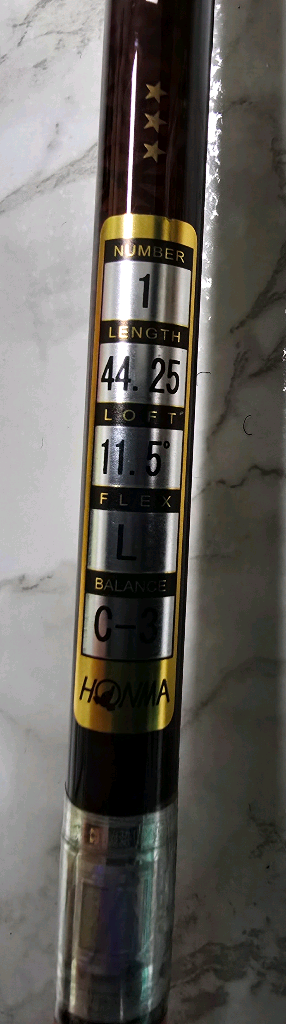 NUMBER
1
LENGTH
44.25
LOFT
11.5°
FLEX
L
BALANCE
C-3
HONMA